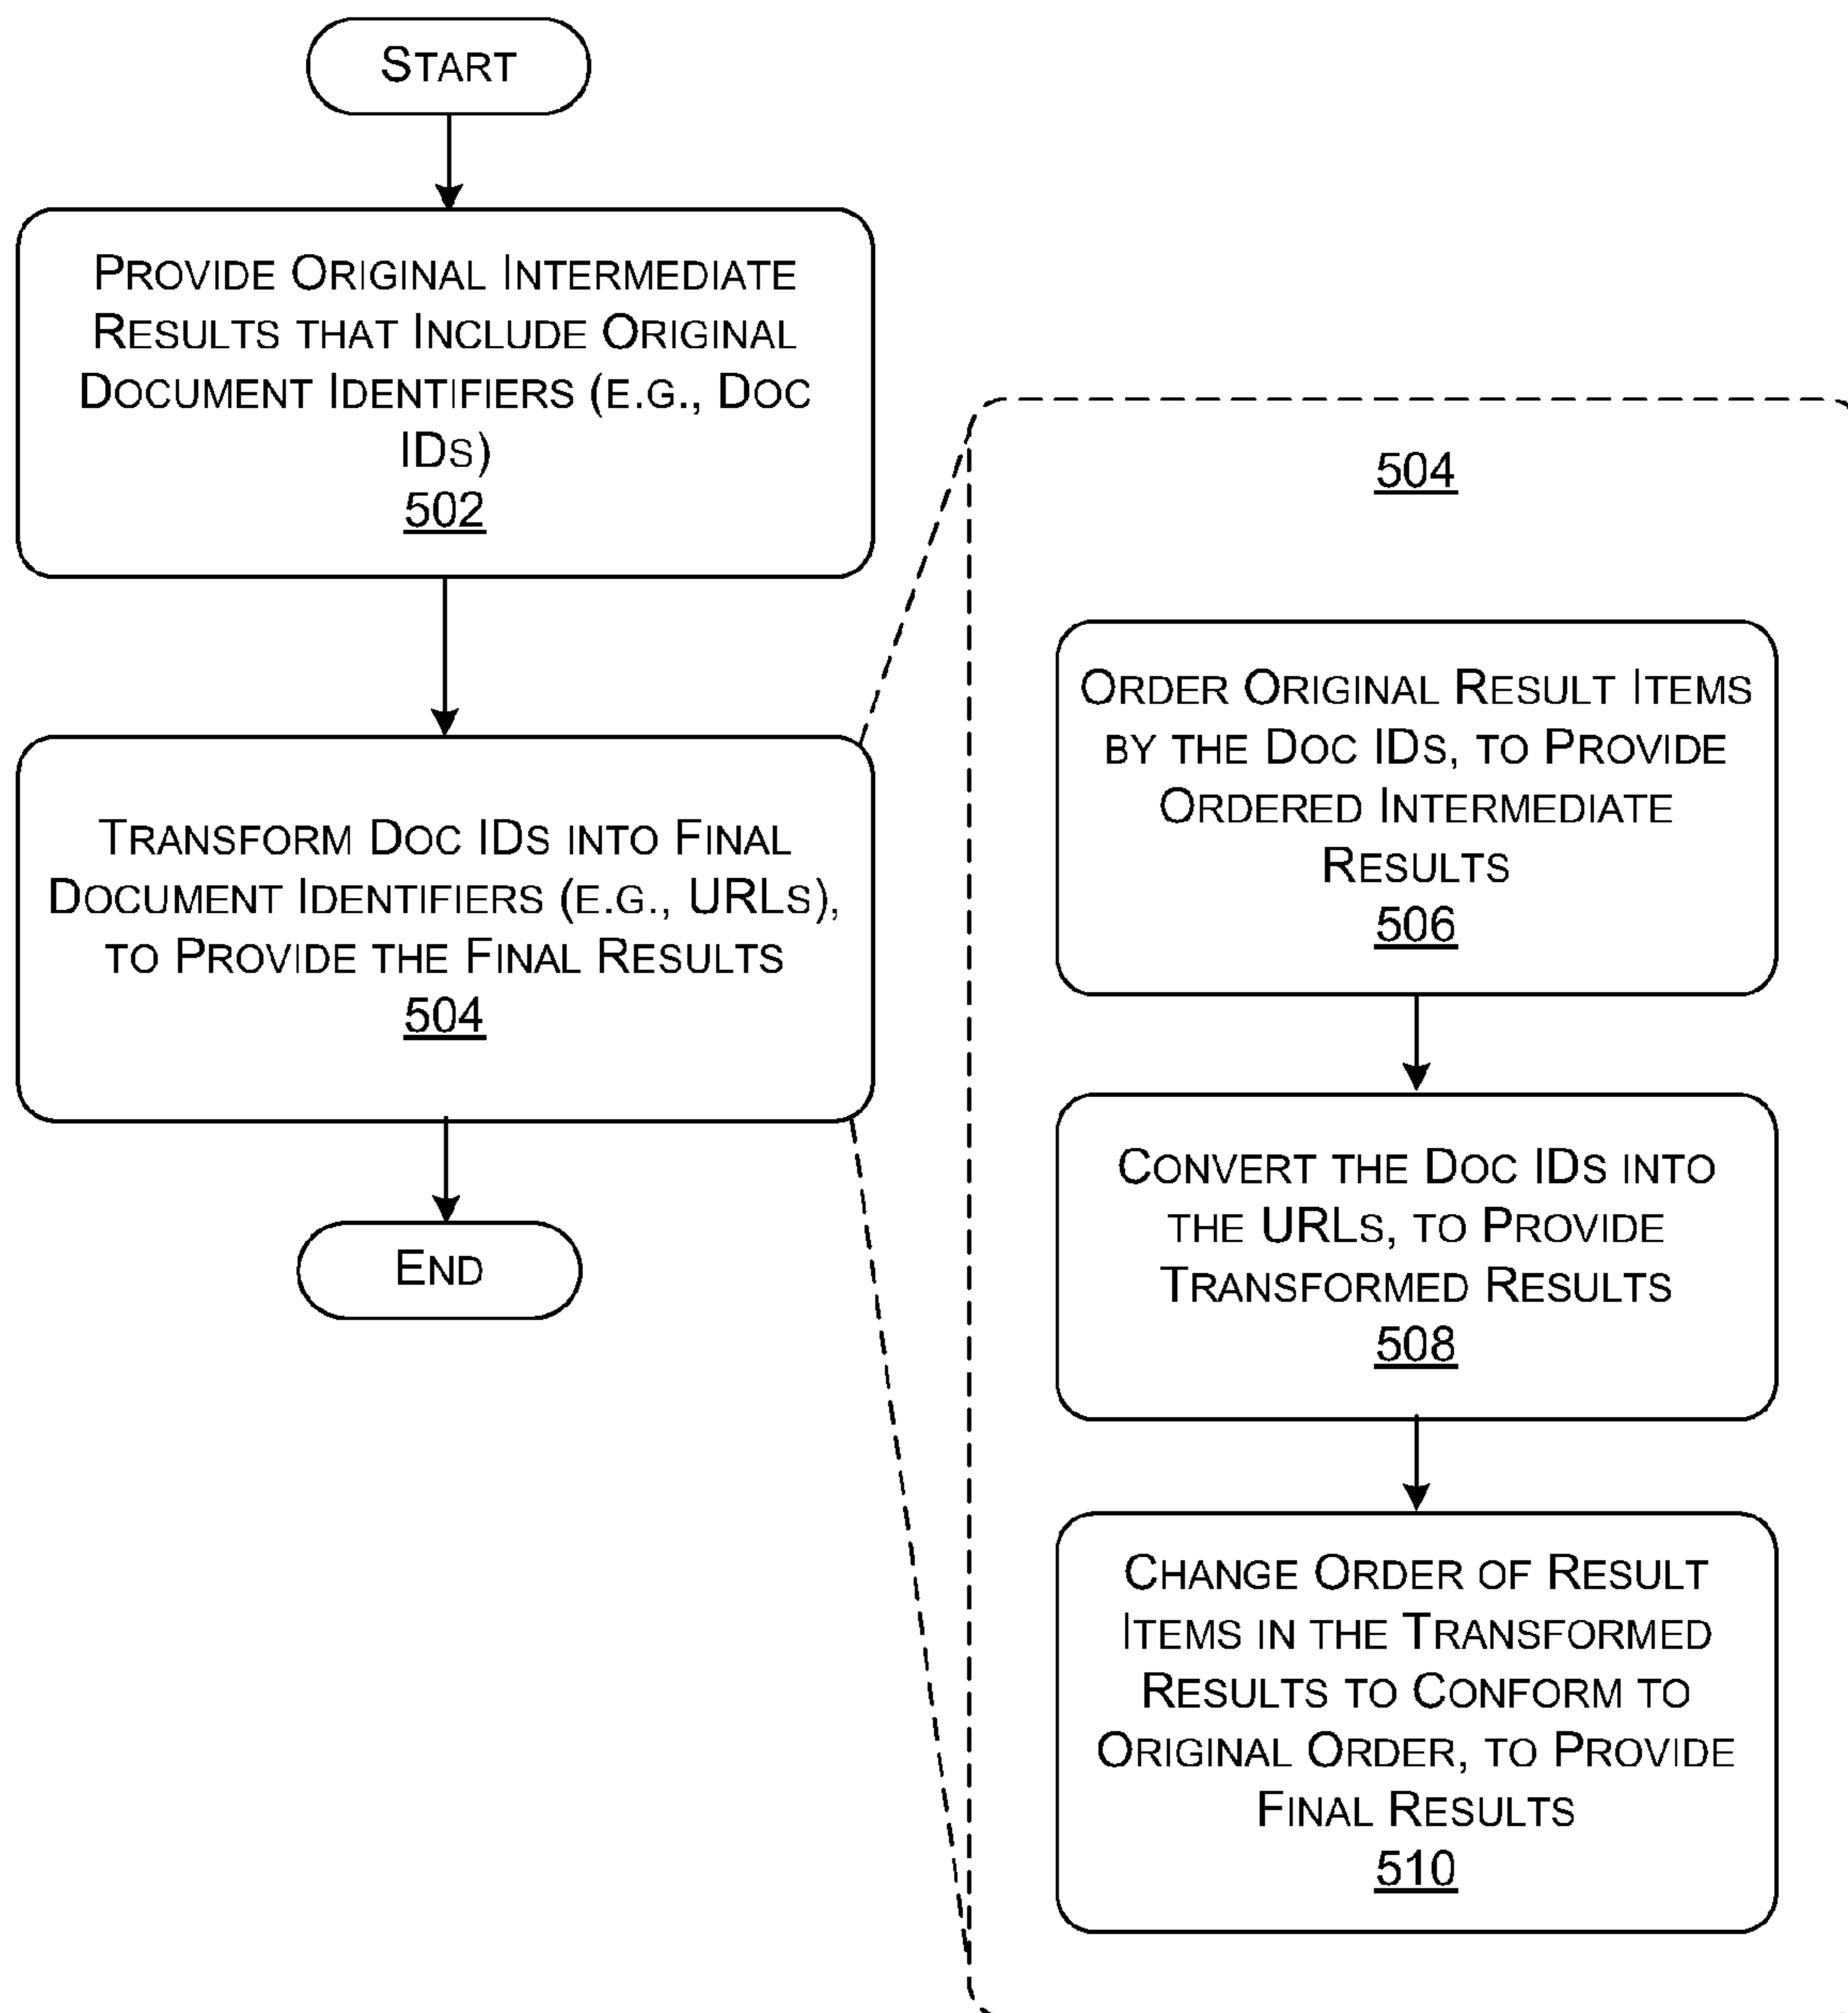 START
PROVIDE ORIGINAL INTERMEDIATE
RESULTS THAT INCLUDE ORIGINAL
DOCUMENT IDENTIFIERS (E.G., DOC
IDS)
502
TRANSFORM DOC IDS INTO FINAL
DOCUMENT IDENTIFIERS (E.G., URLS),
TO PROVIDE THE FINAL RESULTS
504
END
504
ORDER ORIGINAL RESULT ITEMS
BY THE DOC IDS, TO PROVIDE
ORDERED INTERMEDIATE
RESULTS
506
CONVERT THE DOC IDS INTO
THE URLS, TO PROVIDE
TRANSFORMED RESULTS
508
CHANGE ORDER OF RESULT
ITEMS IN THE TRANSFORMED
RESULTS TO CONFORM TO
ORIGINAL ORDER, TO PROVIDE
FINAL RESULTS
510